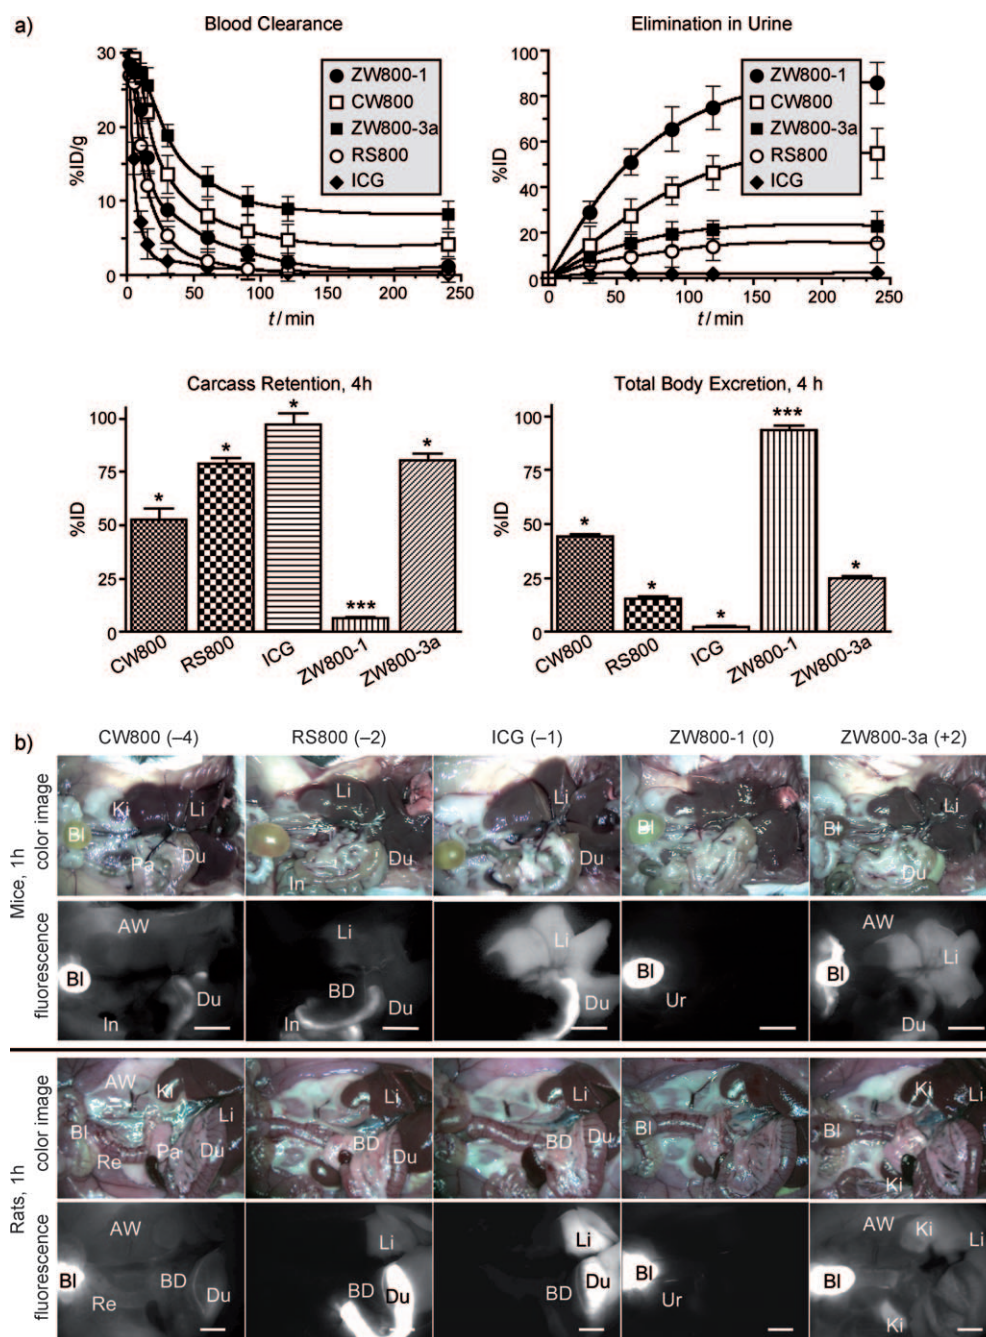 a)
Blood Clearance
30
20
10
0
%ID/g
0 50 100 150 200 250
t / min
ZW800-1
CW800
ZW800-3a
RS800
ICG
Elimination in Urine
100
80
60
40
20
0
%ID
0 50 100 150 200 250
t / min
ZW800-1
CW800
ZW800-3a
RS800
ICG
Carcass Retention, 4h
100
75
50
25
0
%ID
* * * *** *
CW800 RS800 ICG ZW800-1 ZW800-3a
Total Body Excretion, 4 h
100
75
50
25
0
%ID
* * * *** *
CW800 RS800 ICG ZW800-1 ZW800-3a
b)
CW800 (–4) RS800 (–2) ICG (–1) ZW800-1 (0) ZW800-3a (+2)
Mice, 1h
color image
Ki Li Bl Pa Du
Li Du In
Li Du
Bl
Li Bl Du
fluorescence
AW Bl In Du
Li BD In Du
Li Du
Bl Ur
AW Bl Li Du
Rats, 1h
color image
AW Ki Li Bl Re Pa Du
Li BD Du
Li BD Du
Bl
Ki Li Bl Ki
fluorescence
AW Bl BD Re Du
Li BD Du
Li BD Du
Bl Ur
AW Ki Li Bl Ki